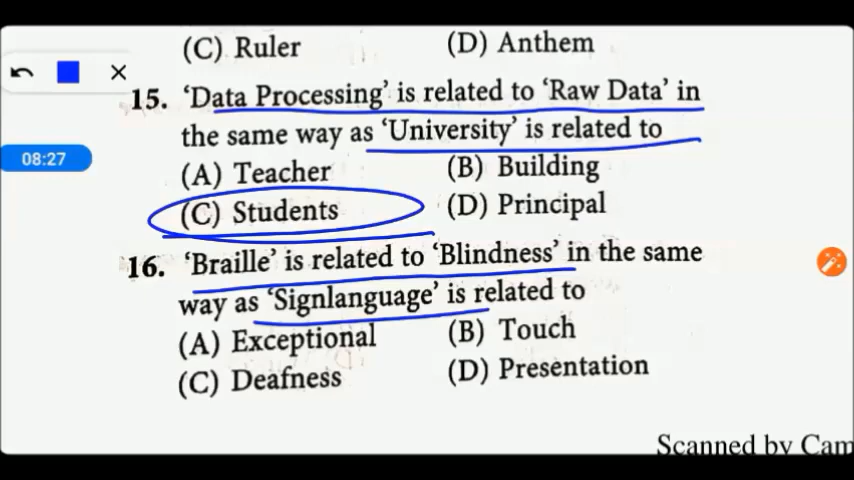 (C) Ruler (D) Anthem
15. 'Data Processing' is related to 'Raw Data' in
the same way as 'University' is related to
08:27
(A) Teacher (B) Building
(C) Students (D) Principal
16. 'Braille' is related to 'Blindness' in the same
way as 'Signlanguage' is related to
(A) Exceptional (B) Touch
(C) Deafness (D) Presentation
Scanned by Cam